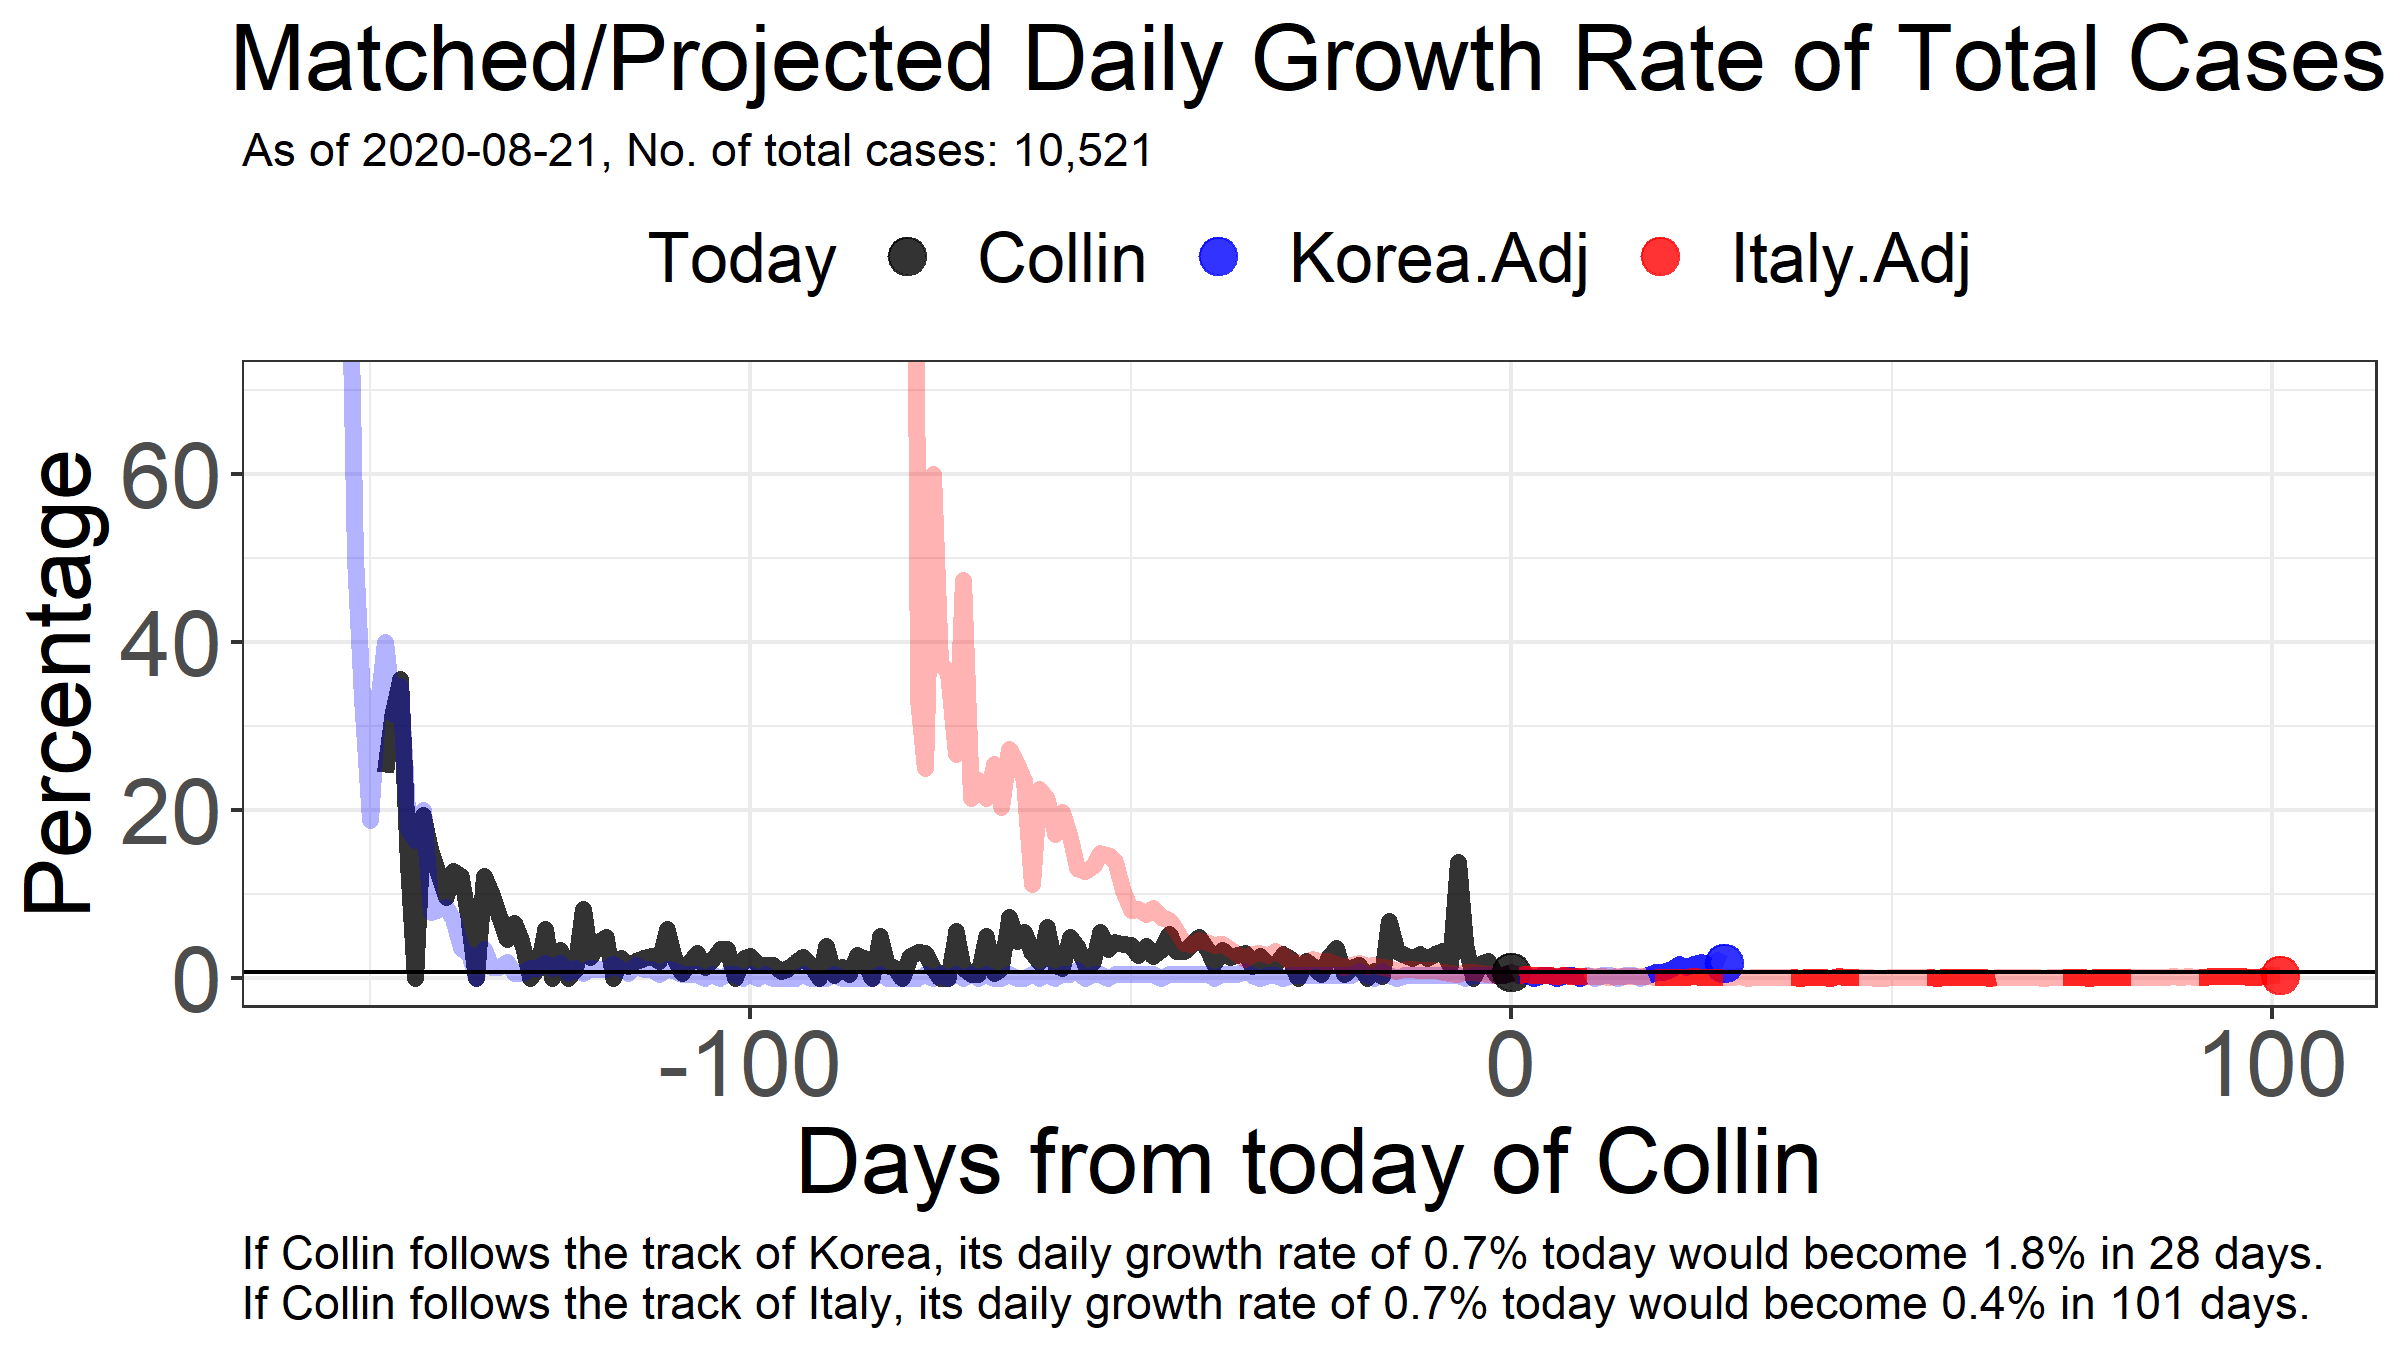 Matched/Projected Daily Growth Rate of Total Cases
As of 2020-08-21, No. of total cases: 10,521
Today Collin Korea.Adj Italy.Adj
Percentage
60
40
20
0
-100 0 100
Days from today of Collin
If Collin follows the track of Korea, its daily growth rate of 0.7% today would become 1.8% in 28 days.
If Collin follows the track of Italy, its daily growth rate of 0.7% today would become 0.4% in 101 days.